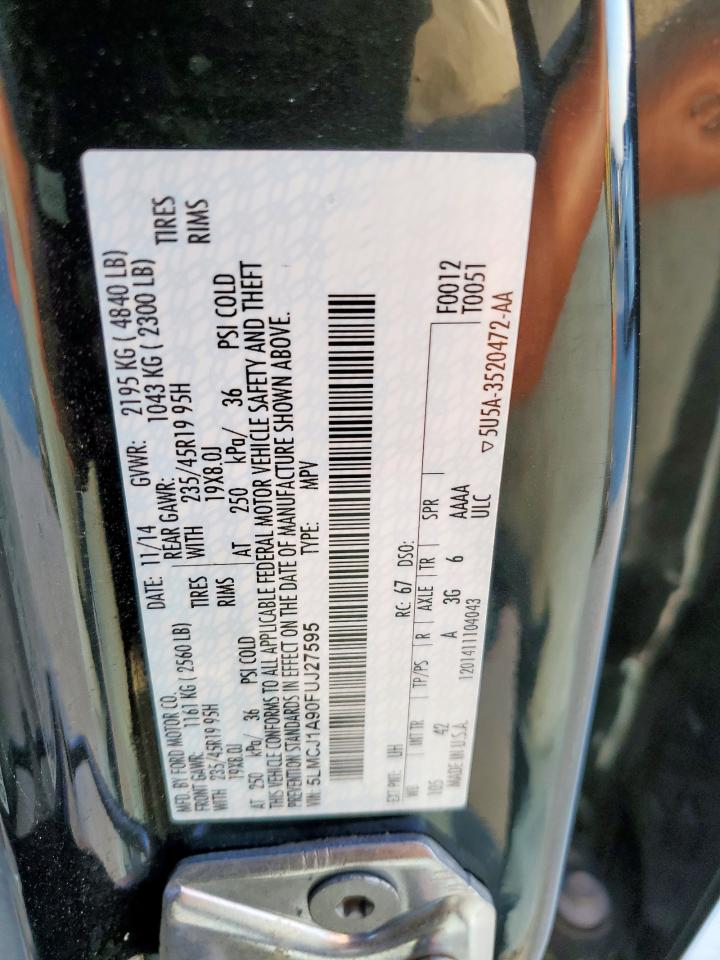 MFD. BY FORD MOTOR CO. DATE: 11/14 GVWR: 2195 KG ( 4840 LB)
FRONT GAWR: 1161 KG ( 2560 LB) REAR GAWR: 1043 KG ( 2300 LB)
WITH 235/45R19 95H TIRES WITH 235/45R19 95H TIRES
19X8.0J RIMS 19X8.0J RIMS
AT 250 kPa/ 36 PSI COLD AT 250 kPa/ 36 PSI COLD
THIS VEHICLE CONFORMS TO ALL APPLICABLE FEDERAL MOTOR VEHICLE SAFETY AND THEFT
PREVENTION STANDARDS IN EFFECT ON THE DATE OF MANUFACTURE SHOWN ABOVE.
VIN: 5LMCJ1A90FUJ27595 TYPE: MPV
EXT PNT: UH RC: 67 DSO: F0012
WB INT TR TP/PS R AXLE TR SPR T0051
105 42 A 3G 6 AAAA
MADE IN U.S.A. 1201411104043 ULC
▽5U5A-3520472-AA